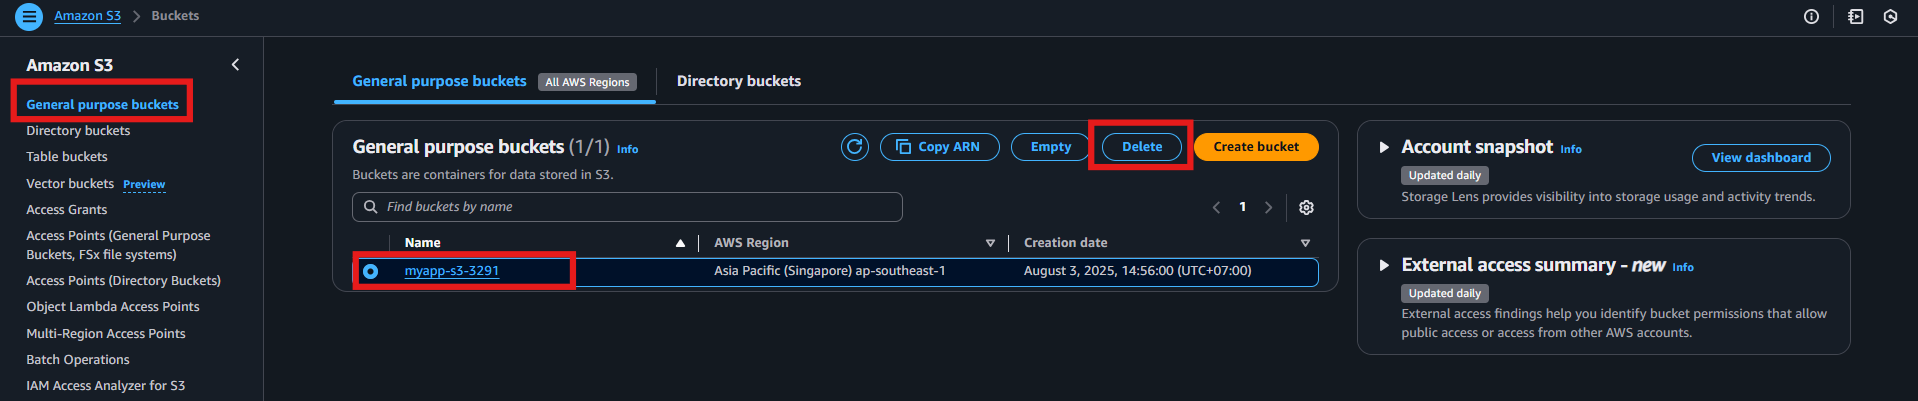 Amazon S3 > Buckets
Amazon S3
General purpose buckets
Directory buckets
Table buckets
Vector buckets Preview
Access Grants
Access Points (General Purpose
Buckets, FSx file systems)
Access Points (Directory Buckets)
Object Lambda Access Points
Multi-Region Access Points
Batch Operations
IAM Access Analyzer for S3
General purpose buckets All AWS Regions Directory buckets
General purpose buckets (1/1) Info Copy ARN Empty Delete Create bucket
Buckets are containers for data stored in S3.
Find buckets by name 1
Name AWS Region Creation date
myapp-s3-3291 Asia Pacific (Singapore) ap-southeast-1 August 3, 2025, 14:56:00 (UTC+07:00)
Account snapshot Info View dashboard
Updated daily
Storage Lens provides visibility into storage usage and activity trends.
External access summary - new Info
Updated daily
External access findings help you identify bucket permissions that allow
public access or access from other AWS accounts.